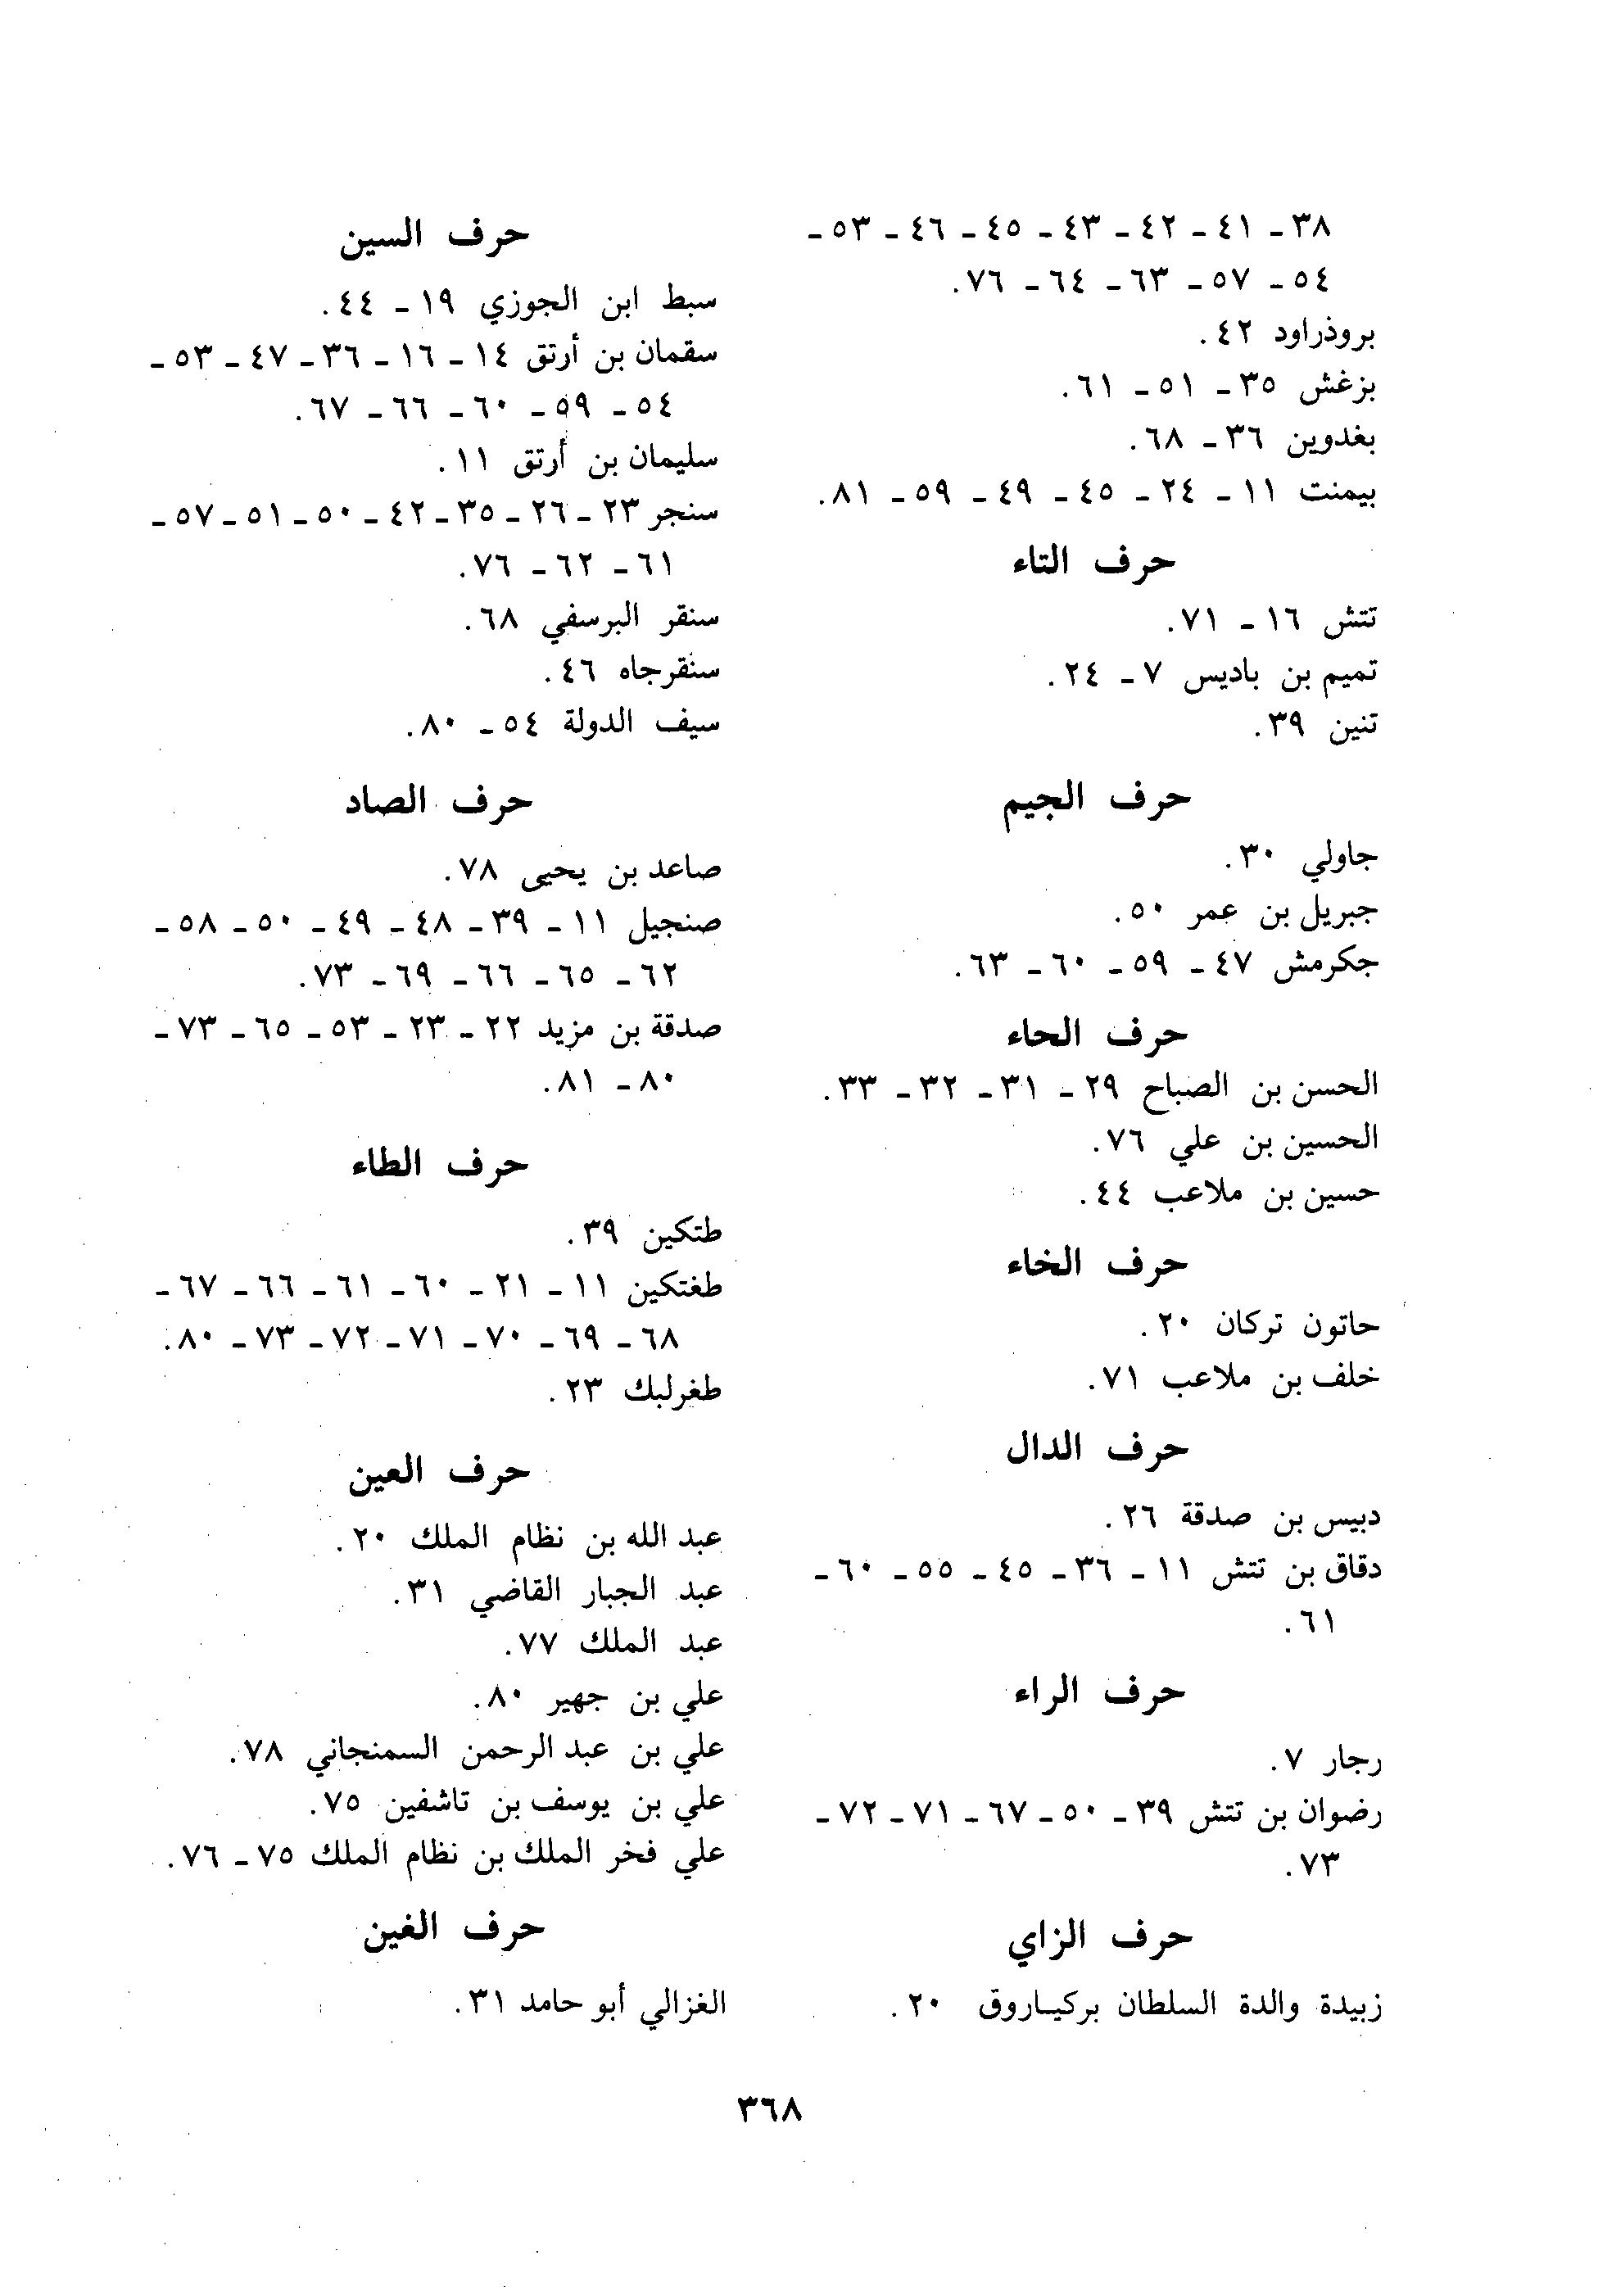 ٣٨ ـ ٤١ ـ ٤٢ ـ ٤٣ ـ ٤٥ ـ ٤٦ ـ ٥٣ ـ
٥٤ ـ ٥٧ ـ ٦٣ ـ ٦٤ ـ ٧٦.
بروذراود ٤٢.
بزغش ٣٥ ـ ٥١ ـ ٦١.
بغدوين ٣٦ ـ ٦٨.
بيمنت ١١ ـ ٢٤ ـ ٤٥ ـ ٤٩ ـ ٥٩ ـ ٨١.
حرف التاء
تتش ١٦ ـ ٧١.
تميم بن باديس ٧ ـ ٢٤.
تنين ٣٩.
حرف الجيم
جاولي ٣٠.
جبريل بن عمر ٥٠.
جكرمش ٤٧ ـ ٥٩ ـ ٦٠ ـ ٦٣.
حرف الحاء
الحسن بن الصباح ٢٩ ـ ٣١ ـ ٣٢ ـ ٣٣.
الحسين بن علي ٧٦.
حسين بن ملاعب ٤٤.
حرف الخاء
حاتون تركان ٢٠.
خلف بن ملاعب ٧١.
حرف الدال
دبيس بن صدقة ٢٦.
دقاق بن تتش ١١ ـ ٣٦ ـ ٤٥ ـ ٥٥ ـ ٦٠ ـ
٦١.
حرف الراء
رجار ٧.
رضوان بن تتش ٣٩ ـ ٥٠ ـ ٦٧ ـ ٧١ ـ ٧٢ ـ
٧٣.
حرف الزاي
زبيدة والدة السلطان بركياروق ٢٠.
حرف السين
سبط ابن الجوزي ١٩ ـ ٤٤.
سقمان بن أرتق ١٤ ـ ١٦ ـ ٣٦ ـ ٤٧ ـ ٥٣ ـ
٥٤ ـ ٥٩ ـ ٦٠ ـ ٦٦ ـ ٦٧.
سليمان بن أرتق ١١.
سنجر ٢٣ ـ ٢٦ ـ ٣٥ ـ ٤٢ ـ ٥٠ ـ ٥١ ـ ٥٧ ـ
٦١ ـ ٦٢ ـ ٧٦.
سنقر البرسفي ٦٨.
سنقرجاه ٤٦.
سيف الدولة ٥٤ ـ ٨٠.
حرف الصاد
صاعد بن يحيى ٧٨.
صنجيل ١١ ـ ٣٩ ـ ٤٨ ـ ٤٩ ـ ٥٠ ـ ٥٨ ـ
٦٢ ـ ٦٥ ـ ٦٦ ـ ٦٩ ـ ٧٣.
صدقة بن مزيد ٢٢ ـ ٢٣ ـ ٥٣ ـ ٦٥ ـ ٧٣ ـ
٨٠ ـ ٨١.
حرف الطاء
طتكين ٣٩.
طغتكين ١١ ـ ٢١ ـ ٦٠ ـ ٦١ ـ ٦٦ ـ ٦٧ ـ
٦٨ ـ ٦٩ ـ ٧٠ ـ ٧١ ـ ٧٢ ـ ٧٣ ـ ٨٠.
طغرلبك ٢٣.
حرف العين
عبد الله بن نظام الملك ٢٠.
عبد الجبار القاضي ٣١.
عبد الملك ٧٧.
علي بن جهير ٨٠.
علي بن عبد الرحمن السمنجاني ٧٨.
علي بن يوسف بن تاشفين ٧٥.
علي فخر الملك بن نظام الملك ٧٥ ـ ٧٦.
حرف الغين
الغزالي أبو حامد ٣١.
٣٦٨